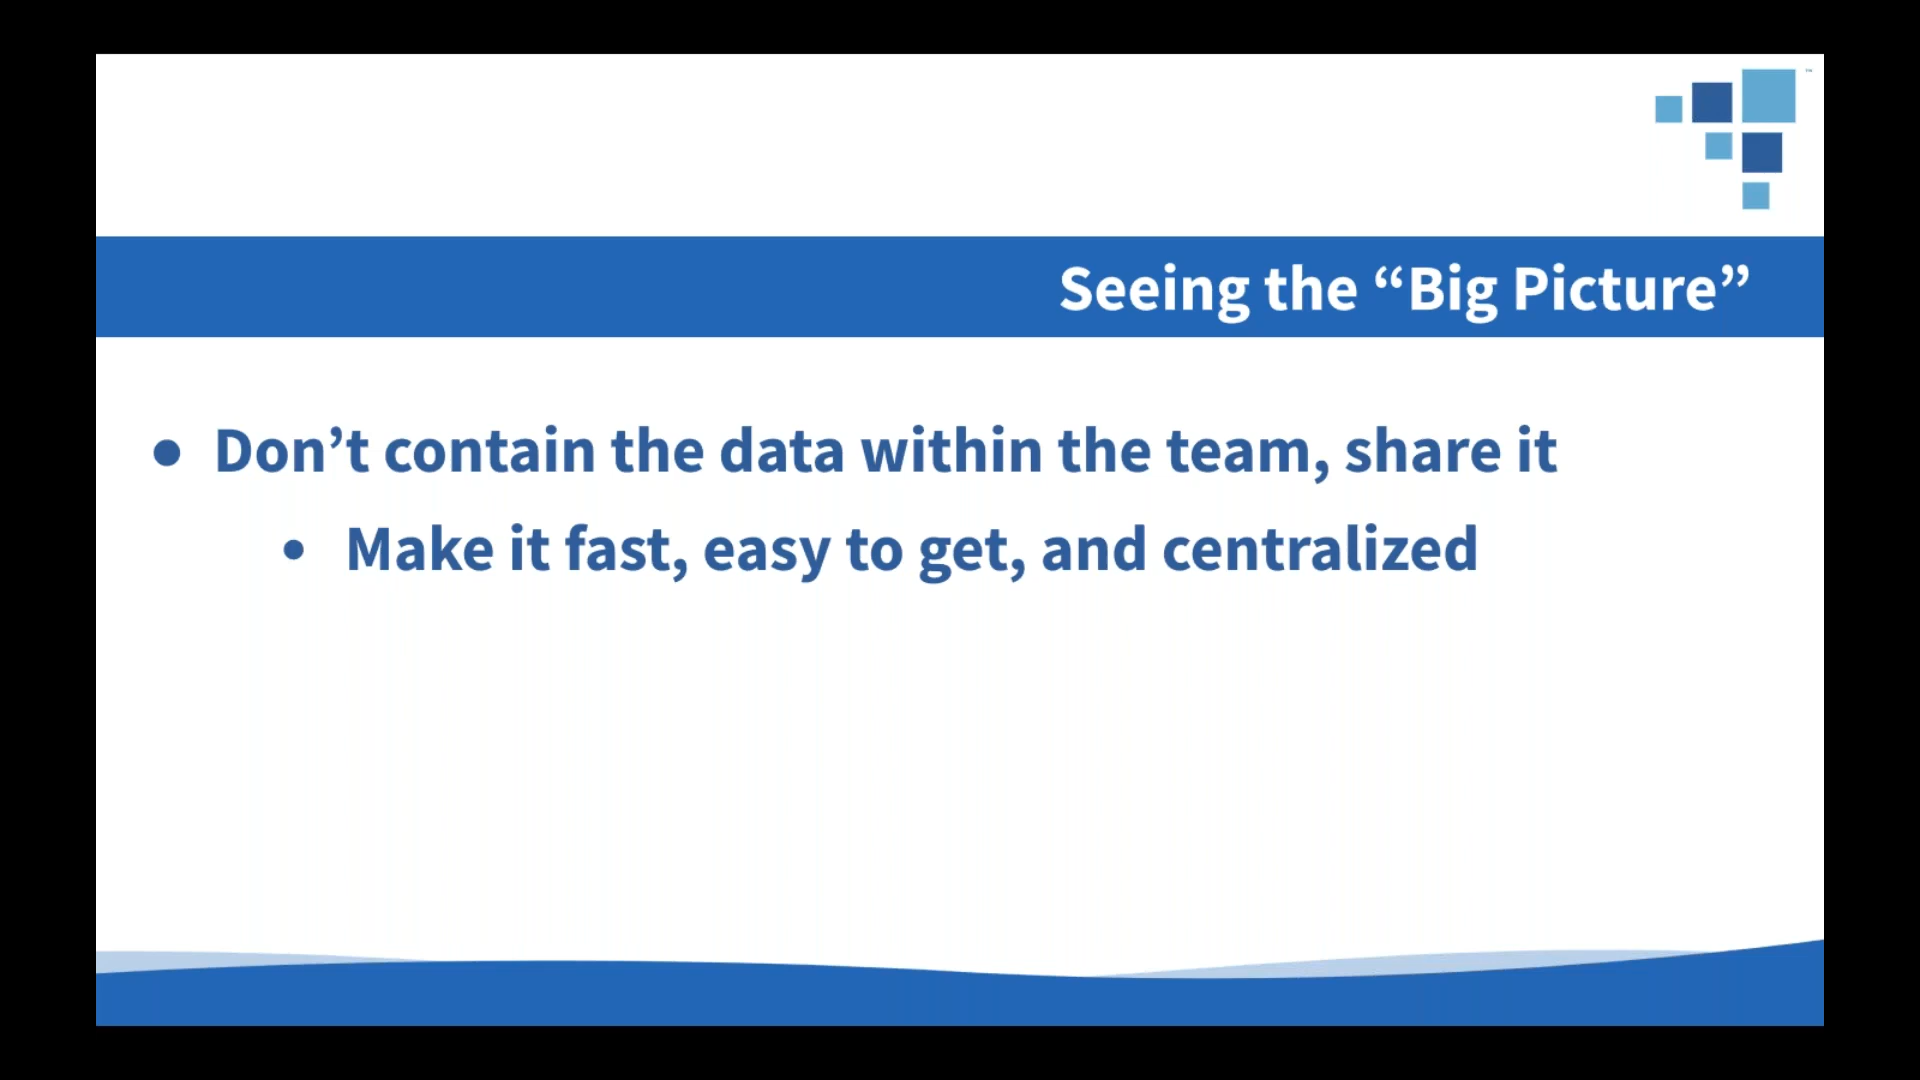 Seeing the “Big Picture”
● Don’t contain the data within the team, share it
• Make it fast, easy to get, and centralized